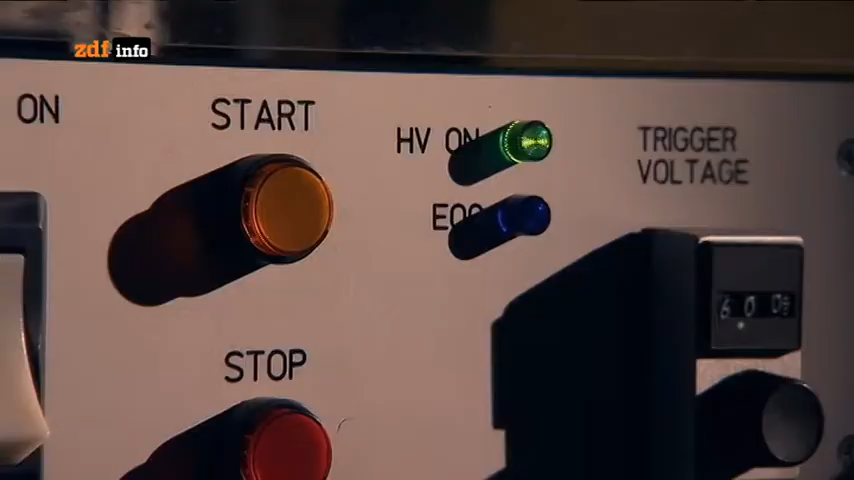 zdf info
ON
START
HV ON
TRIGGER
VOLTAGE
STOP